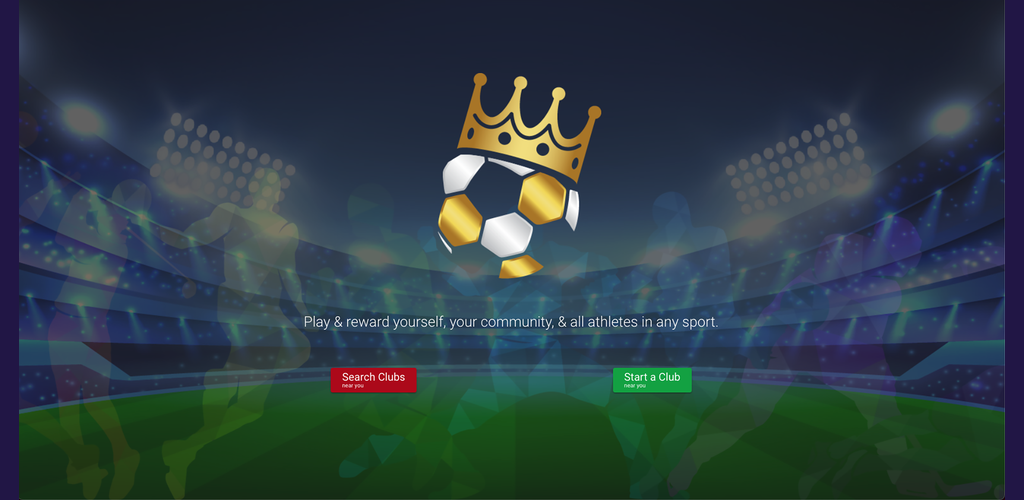 Play & reward yourself, your community, & all athletes in any sport.
Search Clubs
near you
Start a Club
near you